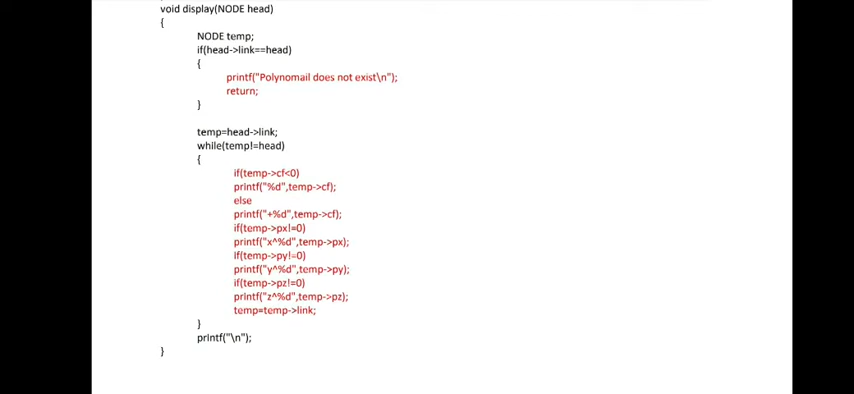 void display(NODE head)
{
NODE temp;
if(head->link==head)
{
printf("Polynomail does not exist\n");
return;
}
temp=head->link;
while(temp!=head)
{
if(temp->cf<0)
printf("%d",temp->cf);
else
printf("+%d",temp->cf);
if(temp->px!=0)
printf("x^%d",temp->px);
if(temp->py!=0)
printf("y^%d",temp->py);
if(temp->pz!=0)
printf("z^%d",temp->pz);
temp=temp->link;
}
printf("\n");
}